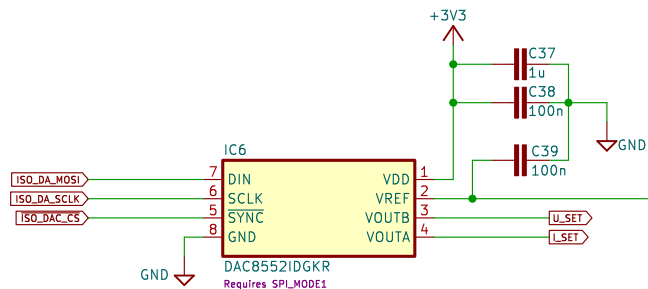 +3V3
C37
1u
C38
100n
GND
C39
100n
IC6
ISO_DA_MOSI 7 DIN VDD 1
ISO_DA_SCLK 6 SCLK VREF 2
ISO_DAC_CS 5 SYNC VOUTB 3 U_SET
8 GND VOUTA 4 I_SET
GND
DAC8552IDGKR
Requires SPI_MODE1